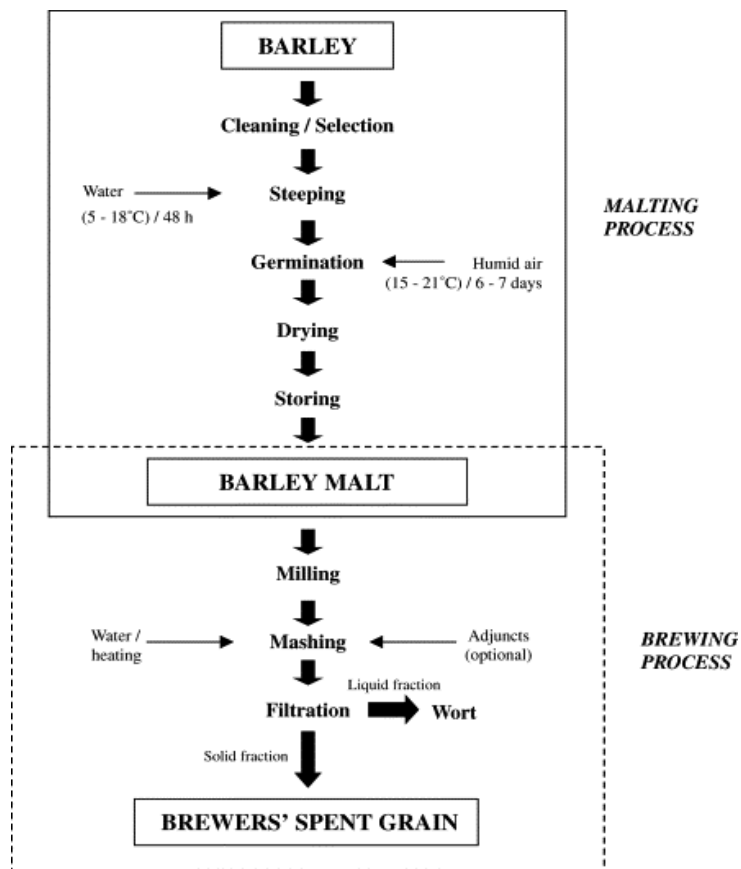 BARLEY
Cleaning / Selection
Water
(5 - 18˚C) / 48 h
Steeping
MALTING
PROCESS
Germination
Humid air
(15 - 21˚C) / 6 - 7 days
Drying
Storing
BARLEY MALT
Milling
Water /
heating
Mashing
Adjuncts
(optional)
BREWING
PROCESS
Liquid fraction
Filtration
Wort
Solid fraction
BREWERS’ SPENT GRAIN